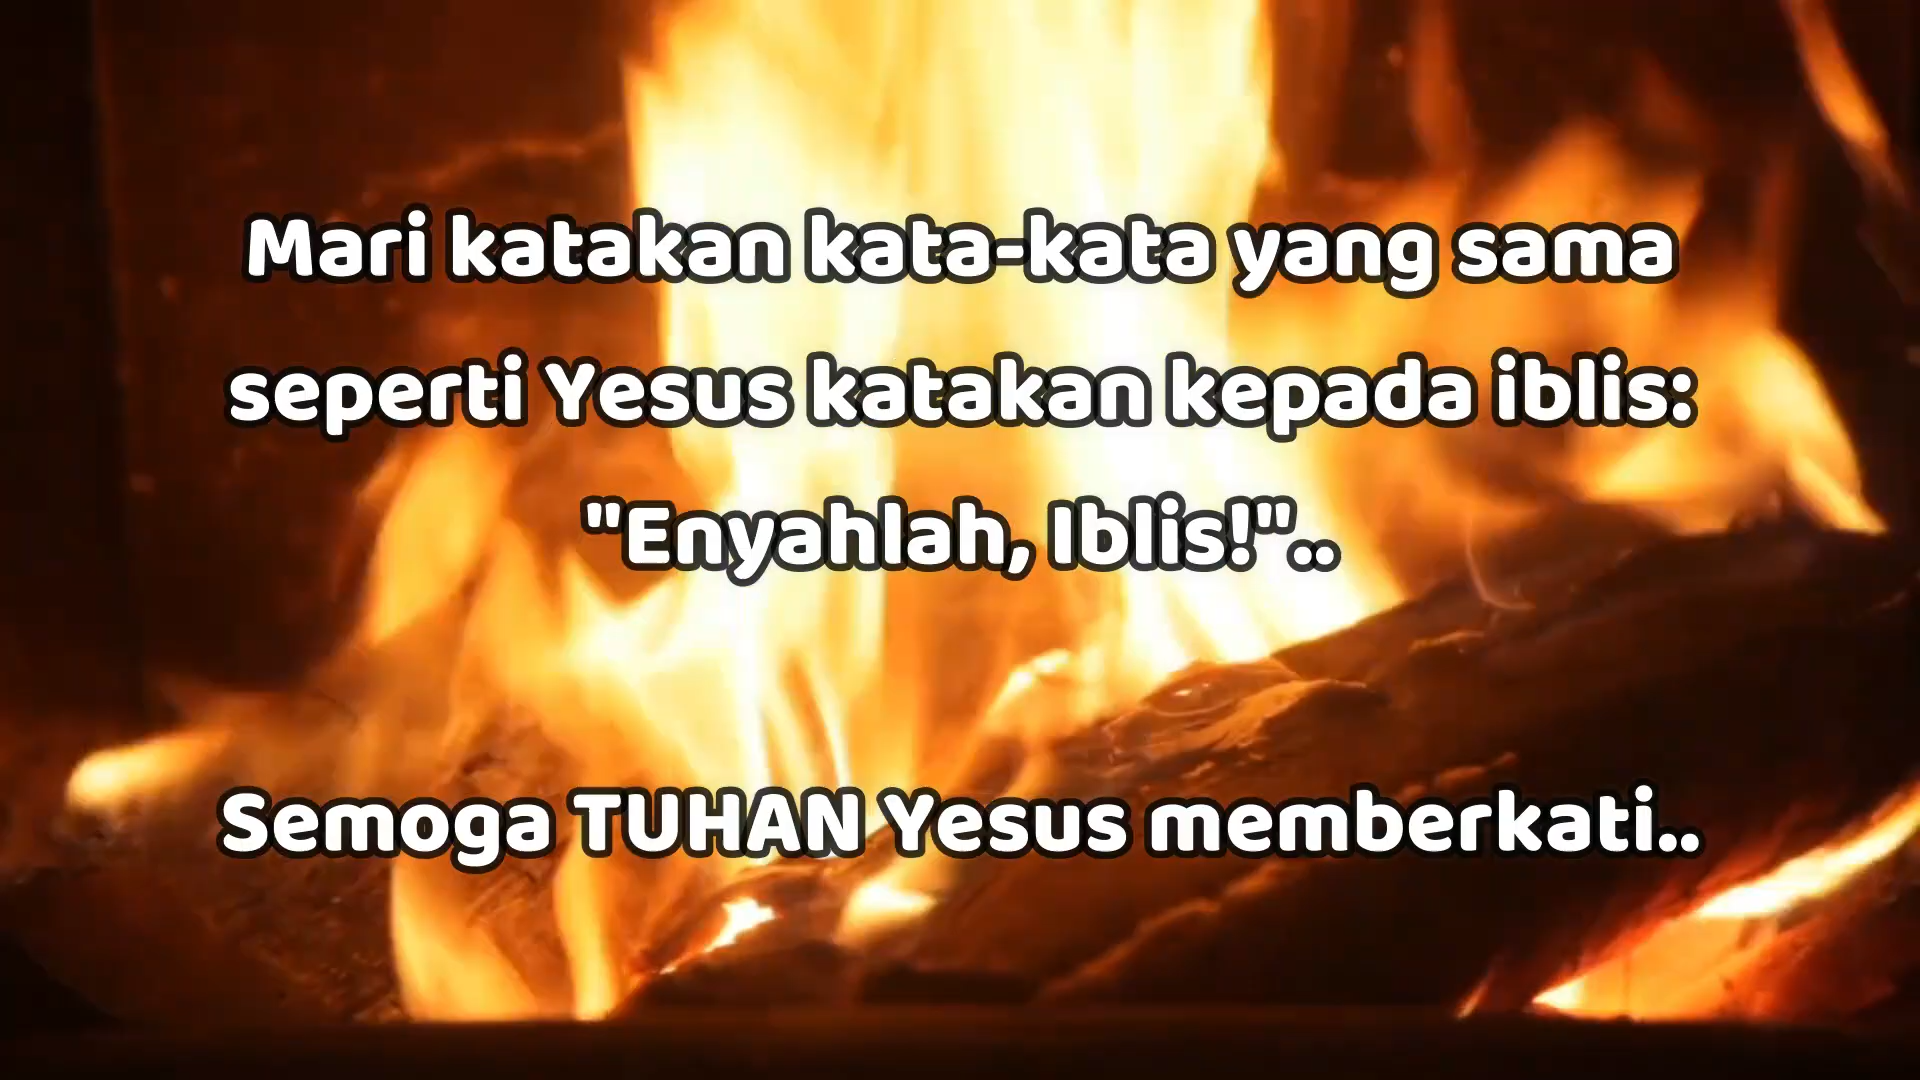 Mari katakan kata-kata yang sama
seperti Yesus katakan kepada iblis:
"Enyahlah, Iblis!"..
Semoga TUHAN Yesus memberkati..